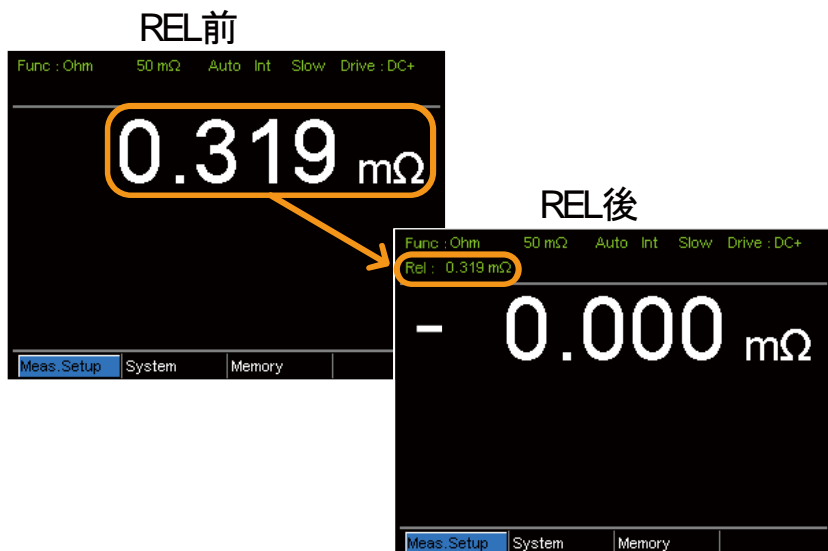 REL前
Func : Ohm 50 mΩ Auto Int Slow Drive : DC+
0.319 mΩ
Meas.Setup System Memory
REL後
Func : Ohm 50 mΩ Auto Int Slow Drive : DC+
Rel : 0.319 mΩ
- 0.000 mΩ
Meas.Setup System Memory